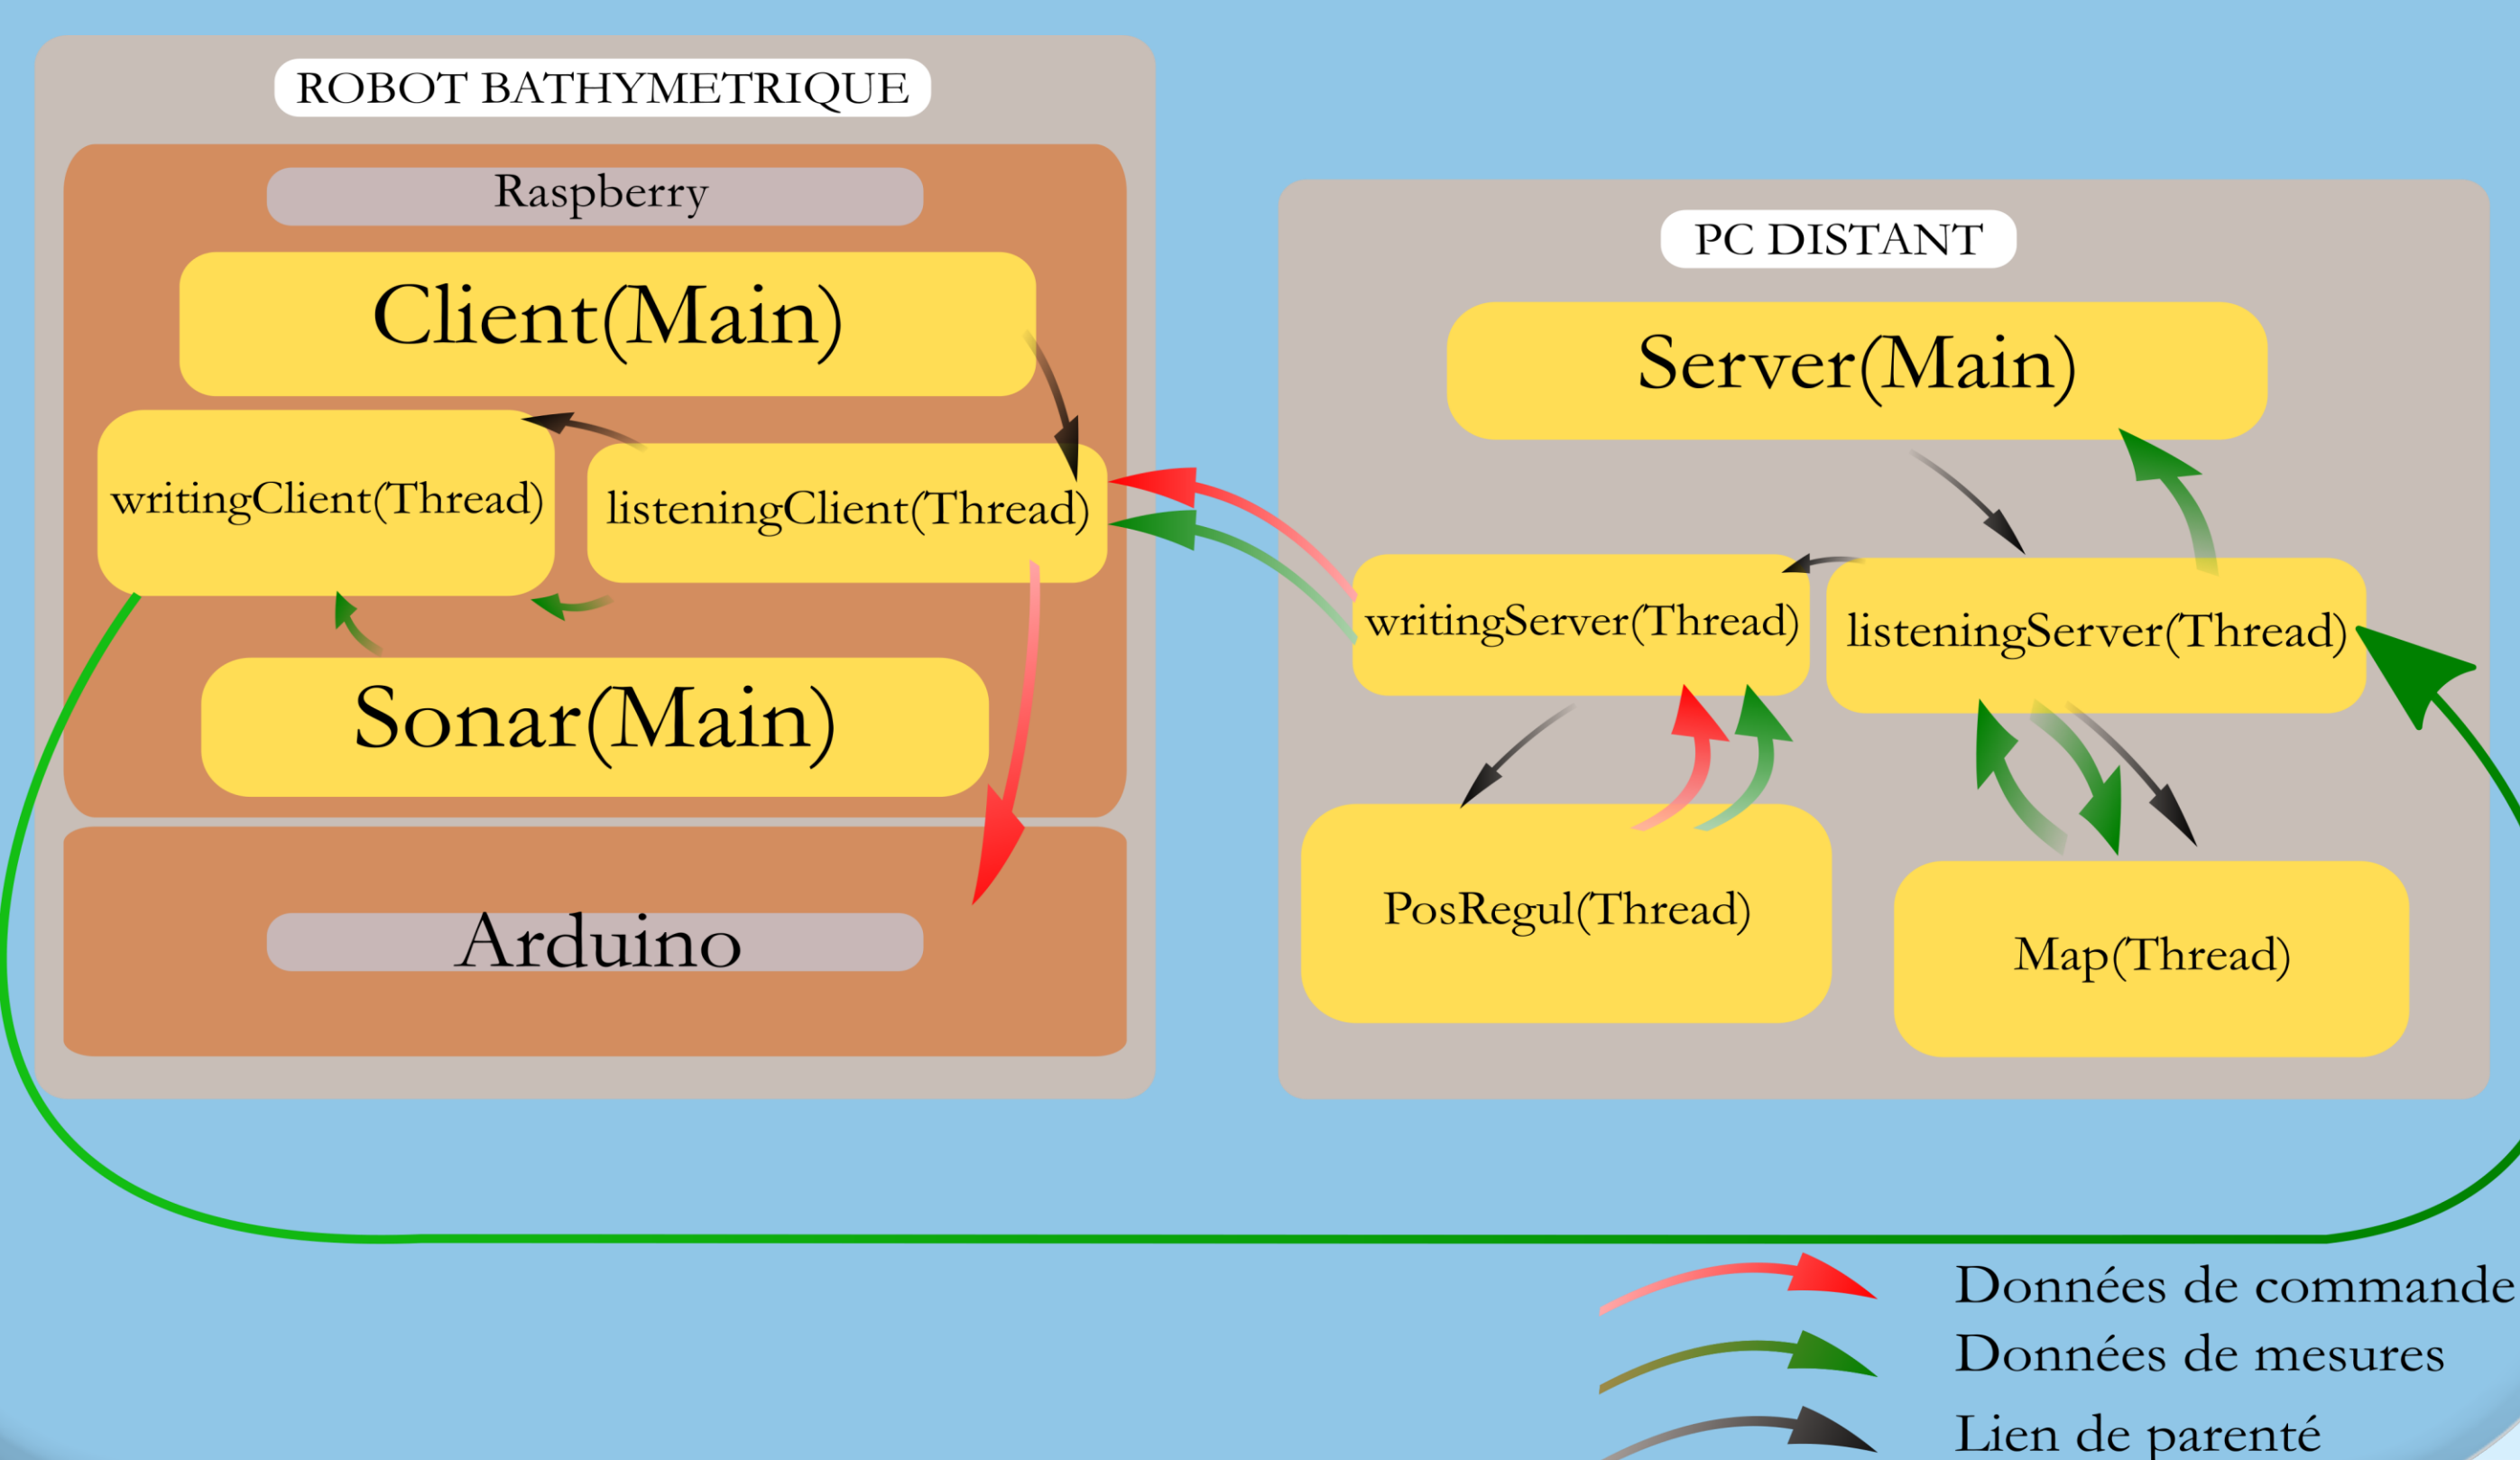 ROBOT BATHYMETRIQUE
Raspberry
Client(Main)
writingClient(Thread)
listeningClient(Thread)
Sonar(Main)
Arduino
PC DISTANT
Server(Main)
writingServer(Thread)
listeningServer(Thread)
PosRegul(Thread)
Map(Thread)
Données de commande
Données de mesures
Lien de parenté